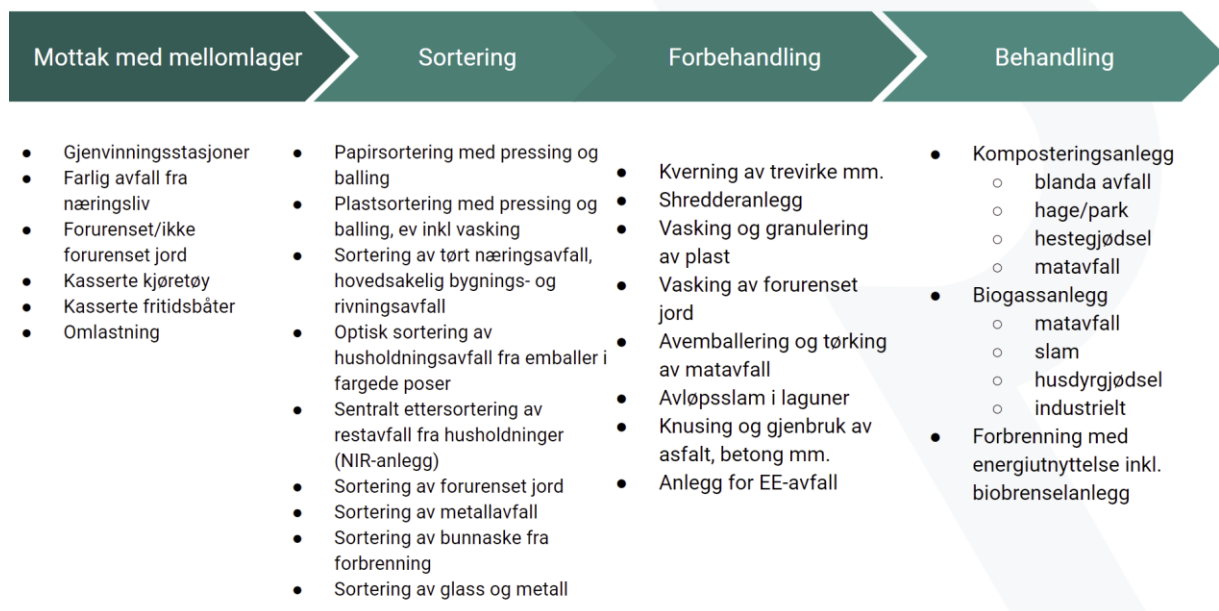 Mottak med mellomlager
Sortering
Forbehandling
Behandling
● Gjenvinningsstasjoner
● Farlig avfall fra
næringsliv
● Forurenset/ikke
forurenset jord
● Kasserte kjøretøy
● Kasserte fritidsbåter
● Omlastning
● Papirsortering med pressing og
balling
● Plastsortering med pressing og
balling, ev inkl vasking
● Sortering av tørt næringsavfall,
hovedsakelig bygnings- og
rivningsavfall
● Optisk sortering av
husholdningsavfall fra emballer i
fargede poser
● Sentralt ettersortering av
restavfall fra husholdninger
(NIR-anlegg)
● Sortering av forurenset jord
● Sortering av metallavfall
● Sortering av bunnaske fra
forbrenning
● Sortering av glass og metall
● Kverning av trevirke mm.
● Shredderanlegg
● Vasking og granulering
av plast
● Vasking av forurenset
jord
● Avemballering og tørking
av matavfall
● Avløpsslam i laguner
● Knusing og gjenbruk av
asfalt, betong mm.
● Anlegg for EE-avfall
● Komposteringsanlegg
○ blanda avfall
○ hage/park
○ hestegjødsel
○ matavfall
● Biogassanlegg
○ matavfall
○ slam
○ husdyrgjødsel
○ industrielt
● Forbrenning med
energiutnyttelse inkl.
biobrenselanlegg